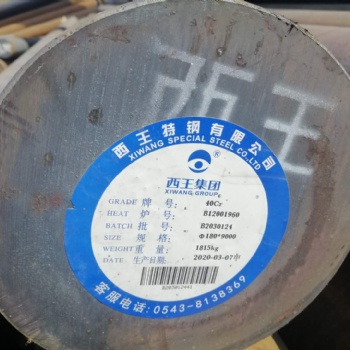 西王
西王特钢有限公司
XIWANG SPECIAL STEEL CO.,LTD
®
西王集团
XIWANG GROUP
GRADE 牌号: 40Cr
HEAT 炉号: B12001960
BATCH 批号: B2030124
SIZE 规格: Φ180*9000
WEIGHT 重量: 1815kg
DATE. 生产日期: 2020-03-07
客服电话: 0543-8138369